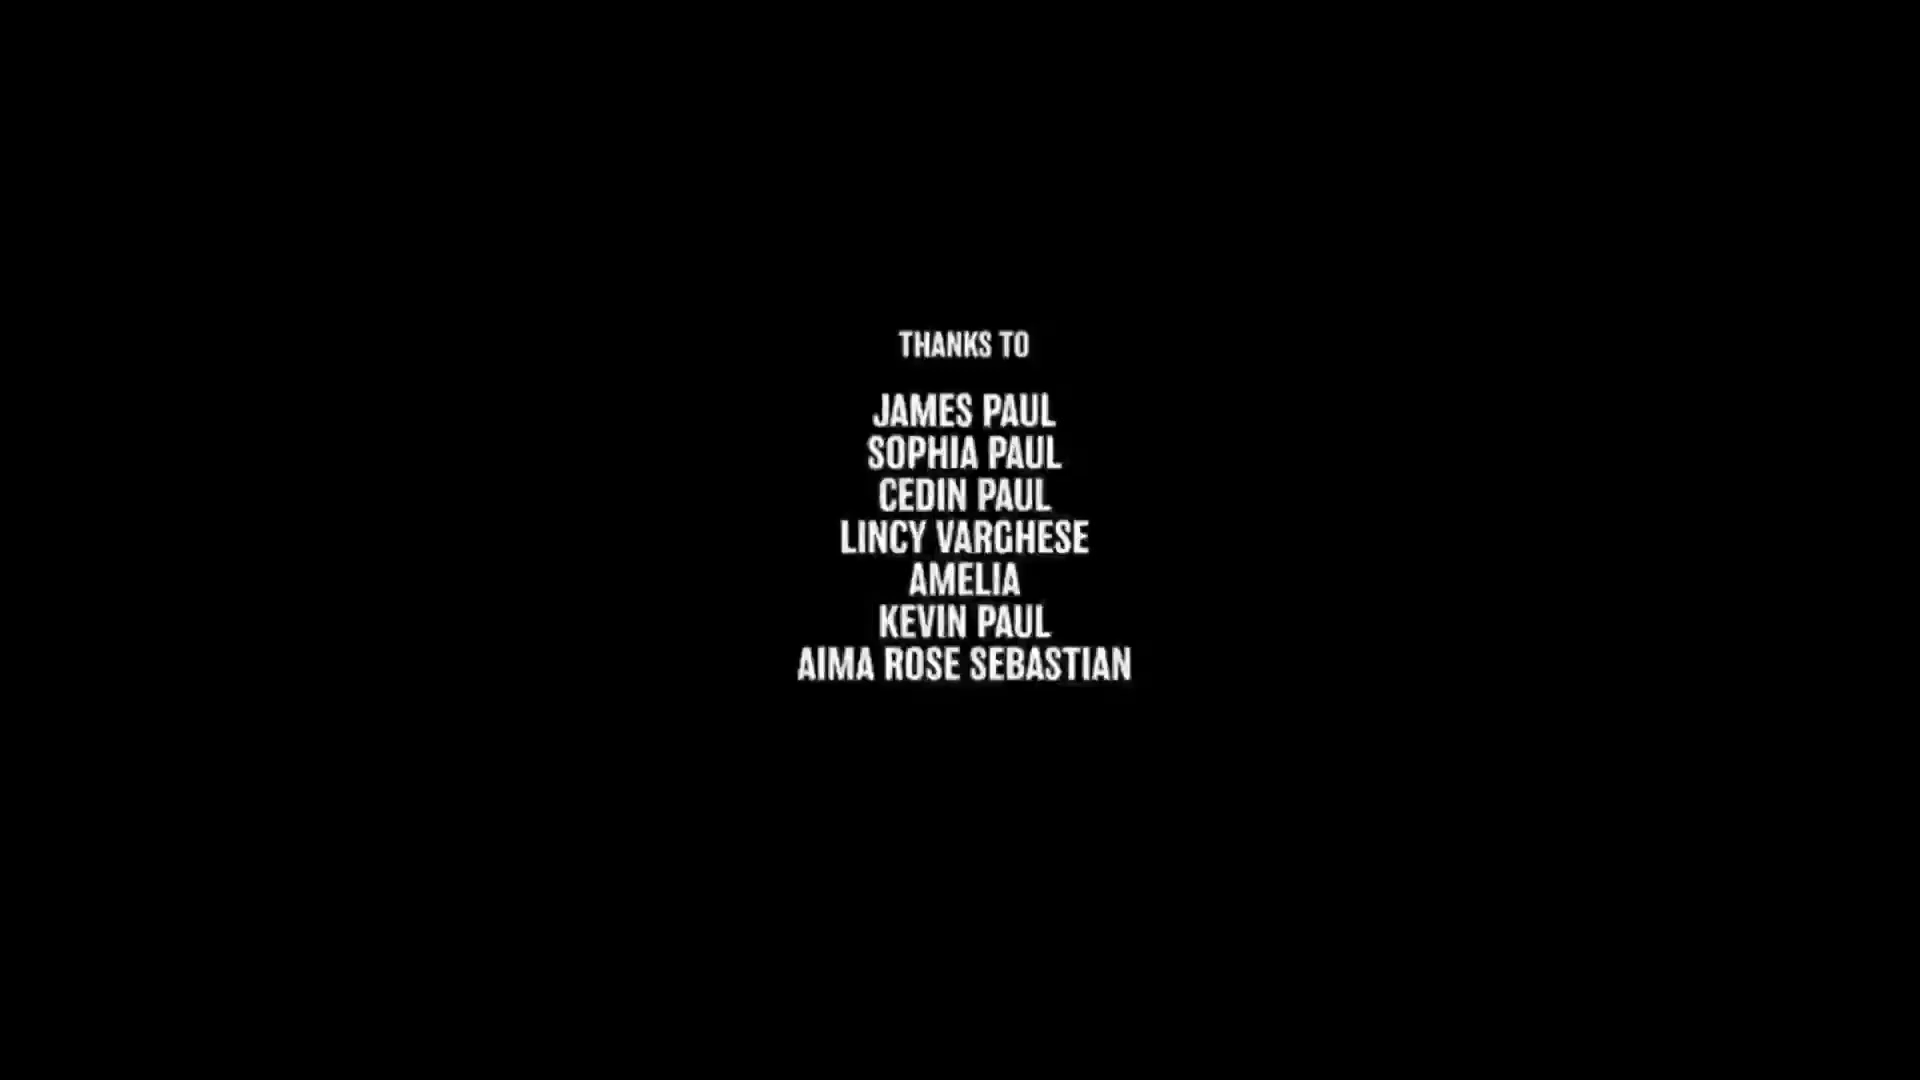 THANKS TO
JAMES PAUL
SOPHIA PAUL
CEDIN PAUL
LINCY VARGHESE
AMELIA
KEVIN PAUL
AIMA ROSE SEBASTIAN